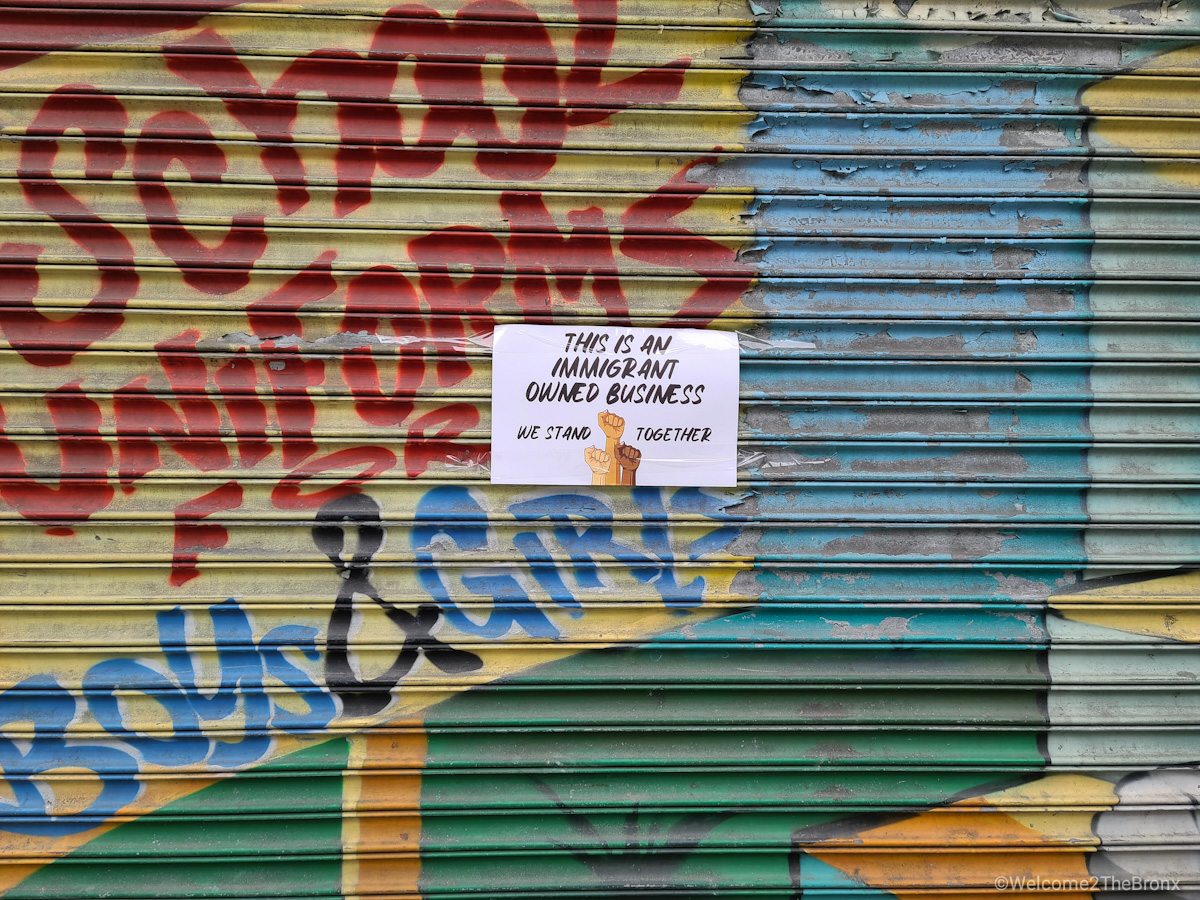 SCHOOL
UNIFORMS
FOR
BOYS & GIRLS
THIS IS AN
IMMIGRANT
OWNED BUSINESS
WE STAND TOGETHER
©Welcome2TheBronx